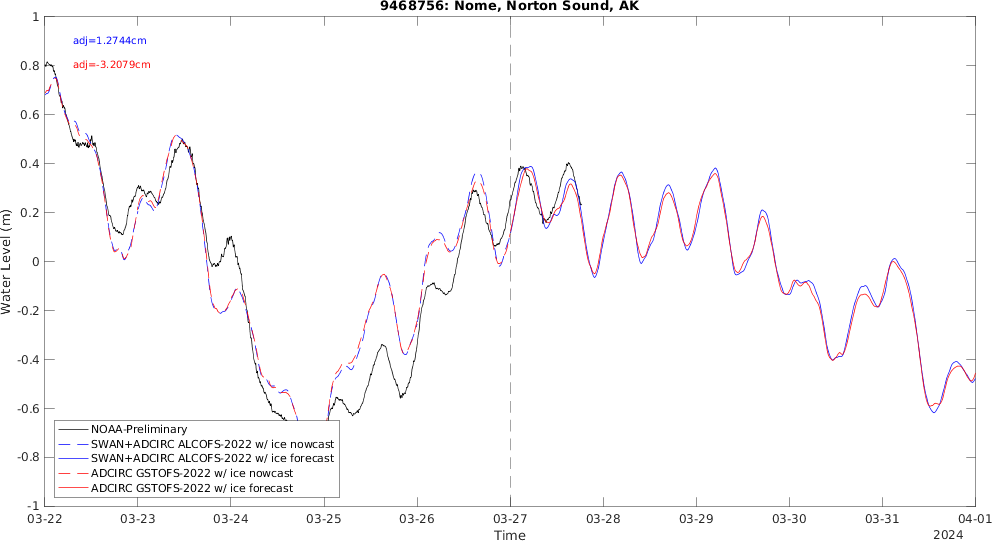 9468756: Nome, Norton Sound, AK
adj=1.2744cm
adj=-3.2079cm
Water Level (m)
1
0.8
0.6
0.4
0.2
0
-0.2
-0.4
-0.6
-0.8
-1
NOAA-Preliminary
SWAN+ADCIRC ALCOFS-2022 w/ ice nowcast
SWAN+ADCIRC ALCOFS-2022 w/ ice forecast
ADCIRC GSTOFS-2022 w/ ice nowcast
ADCIRC GSTOFS-2022 w/ ice forecast
03-22 03-23 03-24 03-25 03-26 03-27 03-28 03-29 03-30 03-31 04-01
Time
2024